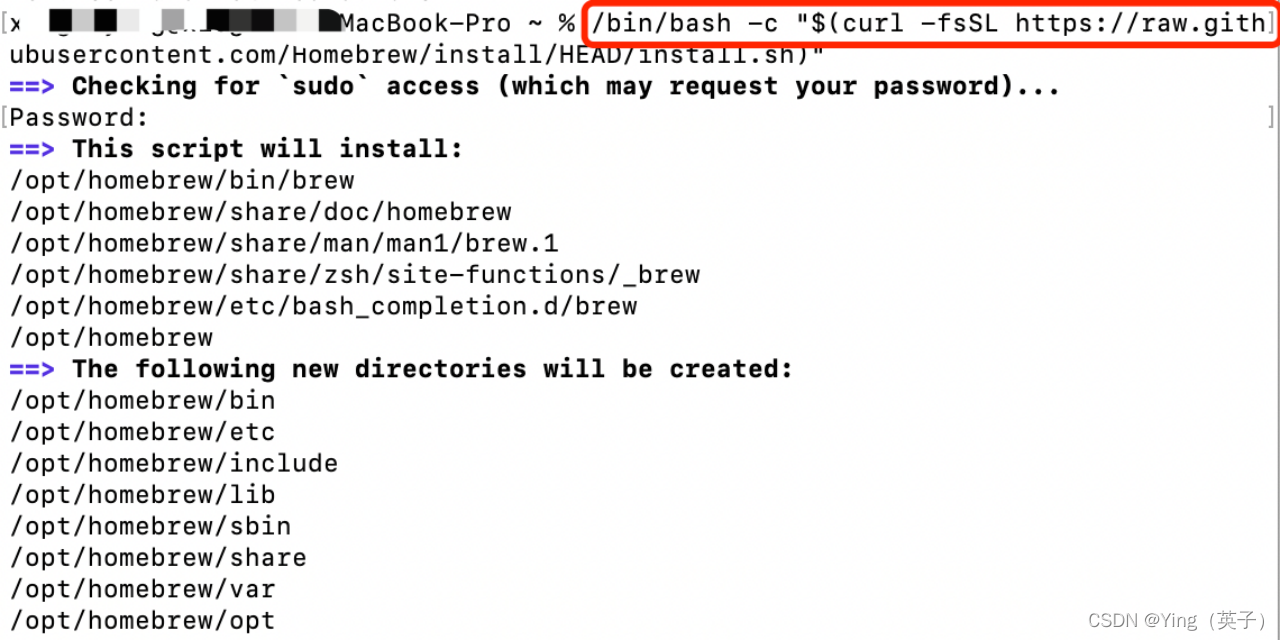 MacBook-Pro ~ % /bin/bash -c "$(curl -fsSL https://raw.gith
ubusercontent.com/Homebrew/install/HEAD/install.sh)"
==> Checking for `sudo` access (which may request your password)...
[Password: ]
==> This script will install:
/opt/homebrew/bin/brew
/opt/homebrew/share/doc/homebrew
/opt/homebrew/share/man/man1/brew.1
/opt/homebrew/share/zsh/site-functions/_brew
/opt/homebrew/etc/bash_completion.d/brew
/opt/homebrew
==> The following new directories will be created:
/opt/homebrew/bin
/opt/homebrew/etc
/opt/homebrew/include
/opt/homebrew/lib
/opt/homebrew/sbin
/opt/homebrew/share
/opt/homebrew/var
/opt/homebrew/opt
CSDN @Ying（英子）